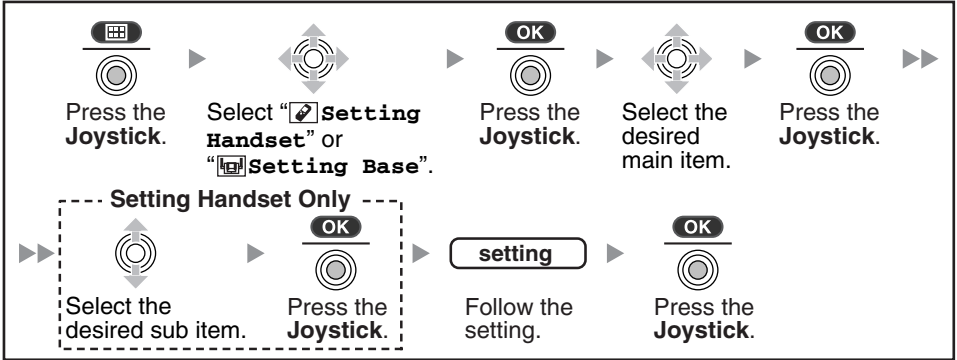 OK
OK
Press the
Joystick.
Select “Setting
Handset” or
“Setting Base”.
Press the
Joystick.
Select the
desired
main item.
Press the
Joystick.
Setting Handset Only
OK
OK
setting
Select the
desired sub item.
Press the
Joystick.
Follow the
setting.
Press the
Joystick.